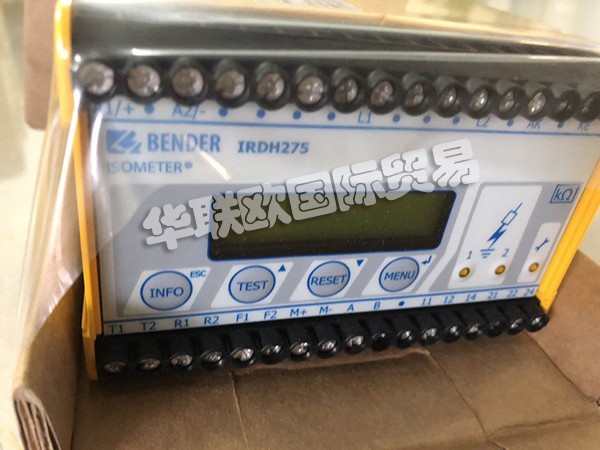 A1/+ A2/- L1 L2 AK KE
BENDER IRDH275
ISOMETER®
kΩ
华联欧国际贸易
1 2
ESC
INFO TEST RESET MENU
T1 T2 R1 R2 F1 F2 M+ M- A B 11 12 14 21 22 24